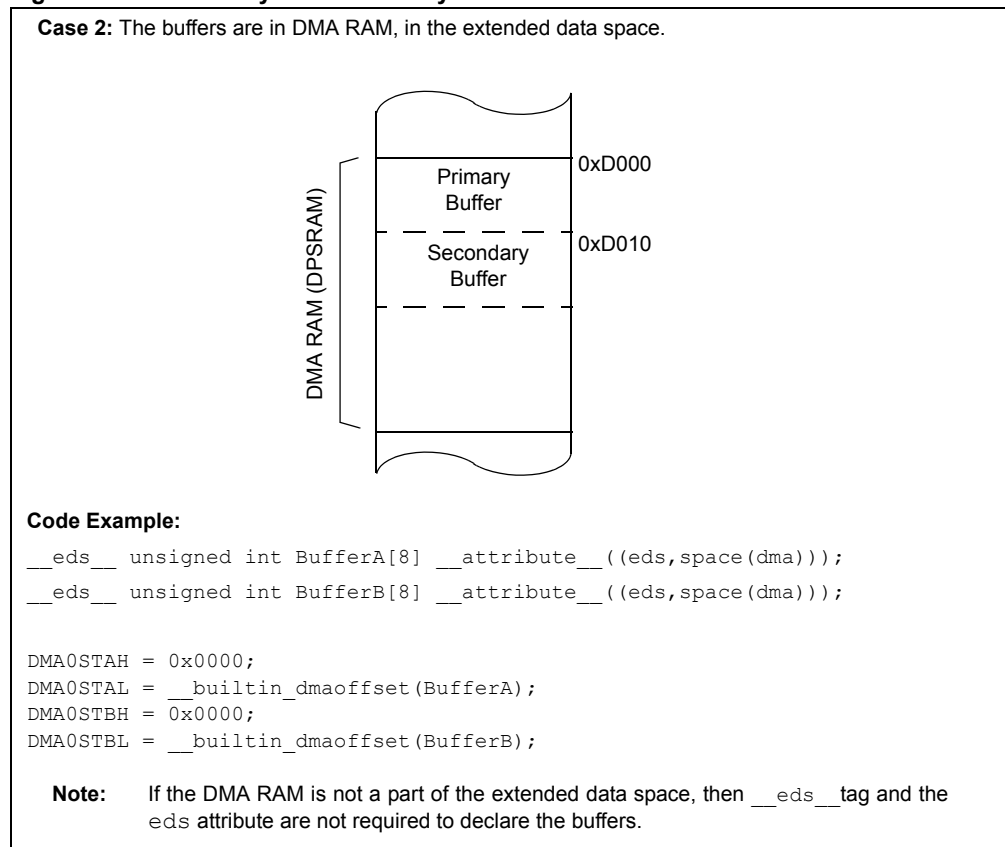 Case 2: The buffers are in DMA RAM, in the extended data space.
0xD000
Primary
Buffer
0xD010
Secondary
Buffer
DMA RAM (DPSRAM)
Code Example:
__eds__ unsigned int BufferA[8] __attribute__((eds,space(dma)));
__eds__ unsigned int BufferB[8] __attribute__((eds,space(dma)));
DMA0STAH = 0x0000;
DMA0STAL = __builtin_dmaoffset(BufferA);
DMA0STBH = 0x0000;
DMA0STBL = __builtin_dmaoffset(BufferB);
Note: If the DMA RAM is not a part of the extended data space, then __eds__tag and the
eds attribute are not required to declare the buffers.